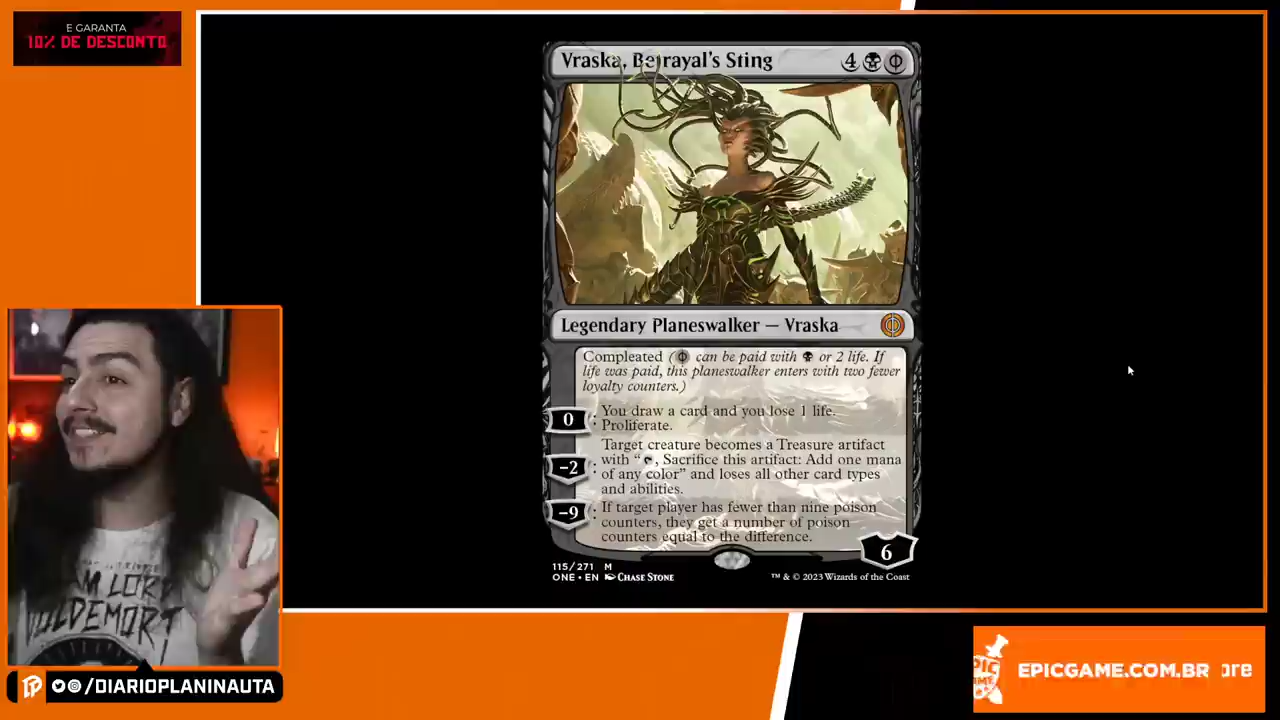 E GARANTA
10% DE DESCONTO
Vraska, Betrayal's Sting 4
Legendary Planeswalker — Vraska
Compleated ( can be paid with or 2 life. If
life was paid, this planeswalker enters with two fewer
loyalty counters.)
0 : You draw a card and you lose 1 life.
Proliferate.
Target creature becomes a Treasure artifact
with “ , Sacrifice this artifact: Add one mana
-2 : of any color” and loses all other card types
and abilities.
-9 : If target player has fewer than nine poison
counters, they get a number of poison
counters equal to the difference.
6
115/271 M
ONE • EN CHASE STONE
™ & © 2023 Wizards of the Coast
I'M LORD
VOLDEMORT
/DIARIOPLANINAUTA
EPIC
GAME
EPICGAME.COM.BR